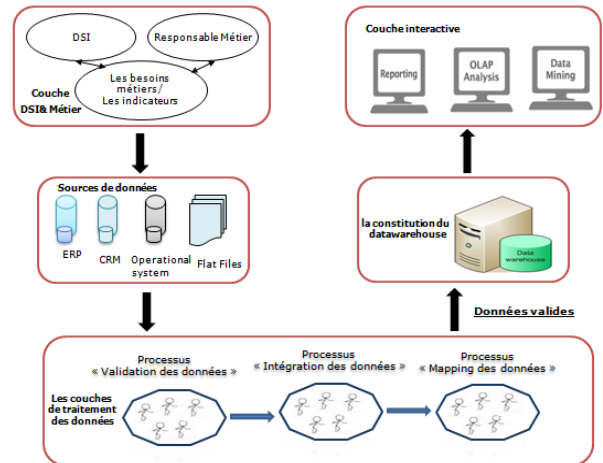 DSI
Responsable Métier
Les besoins
métiers/
Les indicateurs
Couche
DSI& Métier
Sources de données
ERP
CRM
Operational
system
Flat Files
Processus
« Validation des données »
Processus
« Intégration des données »
Processus
« Mapping des données »
Les couches
de traitement
des données
Données valides
la constitution du
datawarehouse
Data
warehouse
Couche interactive
Reporting
OLAP
Analysis
Data
Mining